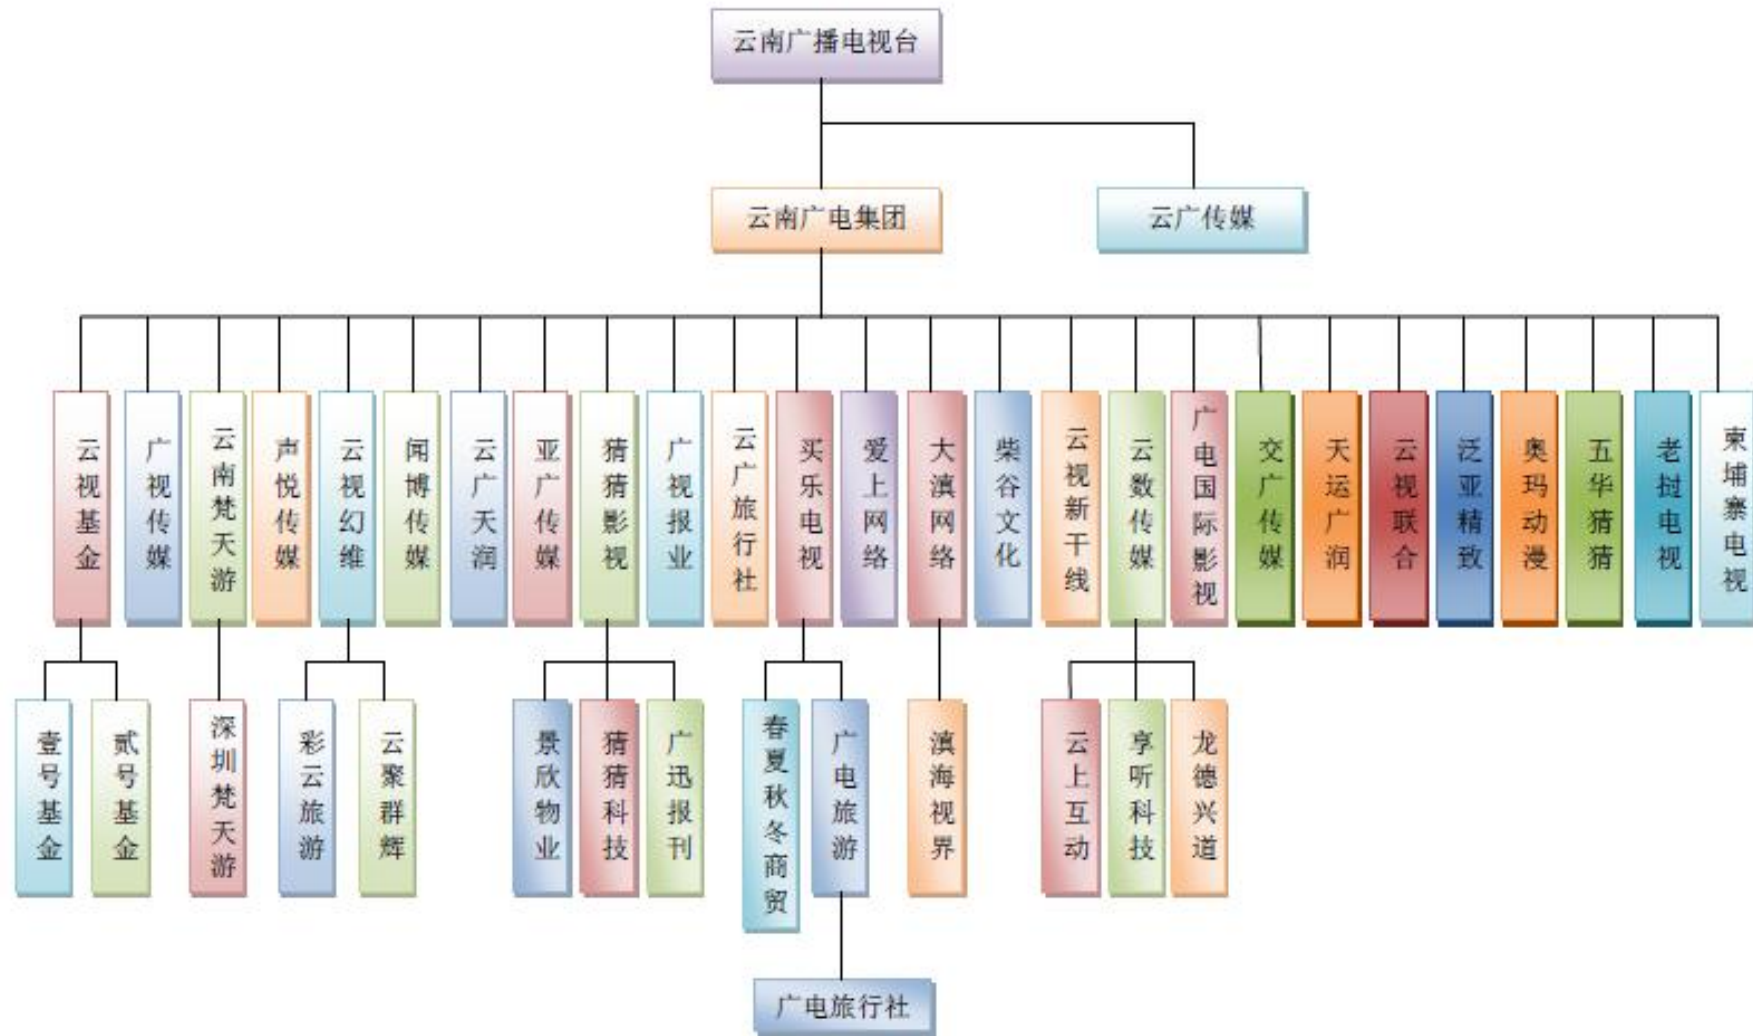 云南广播电视台
云南广电集团
云广传媒
云视基金
广视传媒
云南梵天游
声悦传媒
云视幻维
闻博传媒
云广天润
亚广传媒
猜猜影视
广视报业
云广旅行社
买乐电视
爱上网络
大滇网络
柴谷文化
云视新干线
云数传媒
广电国际影视
交广传媒
天运广润
云视联合
泛亚精致
奥玛动漫
五华猜猜
老挝电视
柬埔寨电视
壹号基金
贰号基金
深圳梵天游
彩云旅游
云聚群辉
景欣物业
猜猜科技
广迅报刊
春夏秋冬商贸
广电旅游
滇海视界
云上互动
享听科技
龙德兴道
广电旅行社